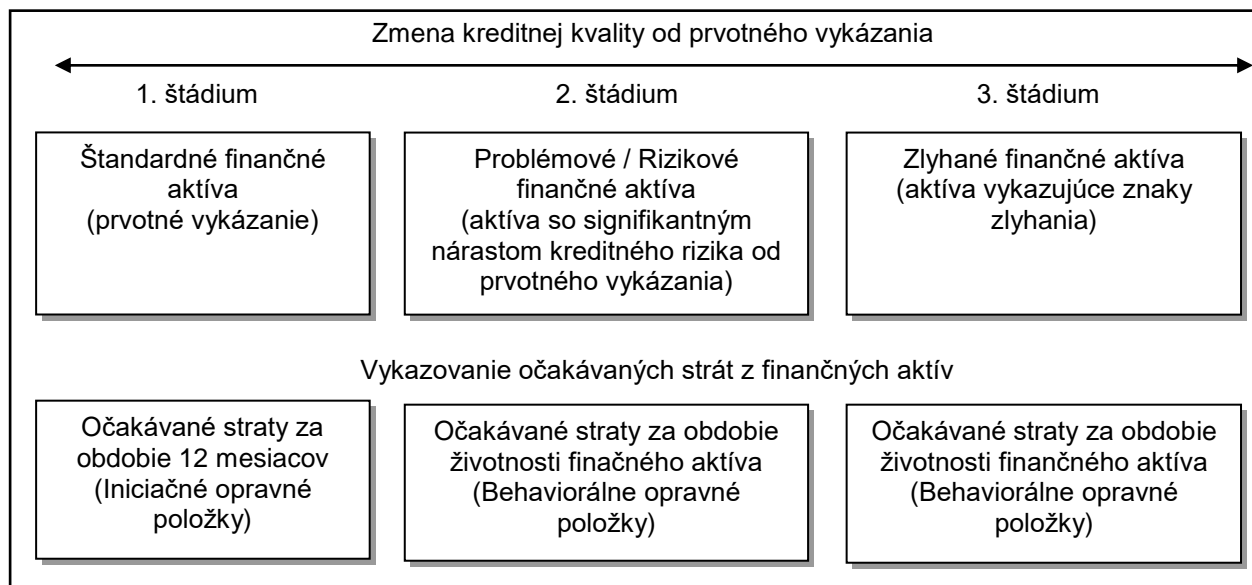 Zmena kreditnej kvality od prvotného vykázania
1. štádium
2. štádium
3. štádium
Štandardné finančné
aktíva
(prvotné vykázanie)
Problémové / Rizikové
finančné aktíva
(aktíva so signifikantným
nárastom kreditného rizika od
prvotného vykázania)
Zlyhané finančné aktíva
(aktíva vykazujúce znaky
zlyhania)
Vykazovanie očakávaných strát z finančných aktív
Očakávané straty za
obdobie 12 mesiacov
(Iniciačné opravné
položky)
Očakávané straty za obdobie
životnosti finačného aktíva
(Behaviorálne opravné
položky)
Očakávané straty za obdobie
životnosti finančného aktíva
(Behaviorálne opravné
položky)